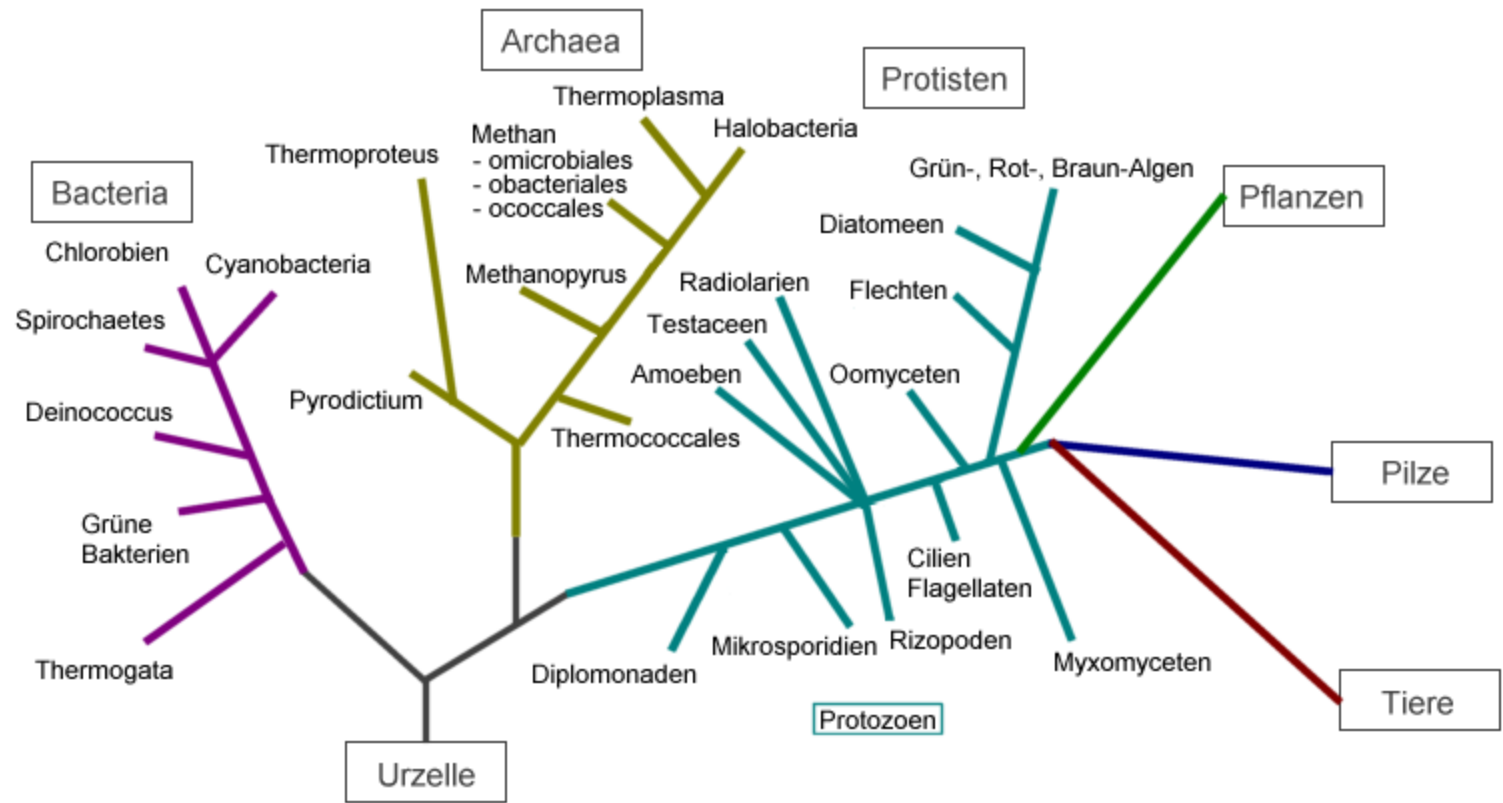 Archaea
Protisten
Bacteria
Pflanzen
Pilze
Tiere
Urzelle
Chlorobien
Cyanobacteria
Spirochaetes
Deinococcus
Grüne
Bakterien
Thermogata
Thermoproteus
Pyrodictium
Thermoplasma
Halobacteria
Methan
- omicrobiales
- obacteriales
- ococcales
Methanopyrus
Thermococcales
Radiolarien
Testaceen
Amoeben
Oomyceten
Grün-, Rot-, Braun-Algen
Diatomeen
Flechten
Cilien
Flagellaten
Diplomonaden
Mikrosporidien
Rizopoden
Myxomyceten
Protozoen